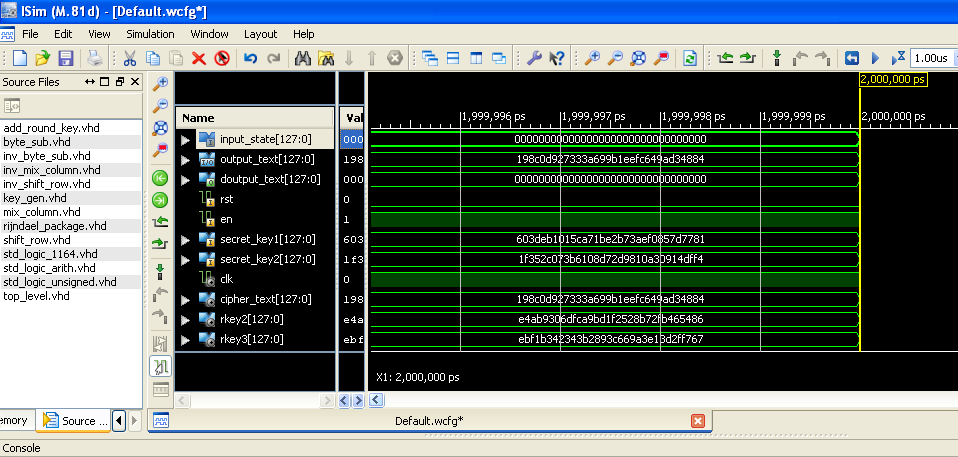 ISim (M.81d) - [Default.wcfg*]
File Edit View Simulation Window Layout Help
1.00us
Source Files
add_round_key.vhd
byte_sub.vhd
inv_byte_sub.vhd
inv_mix_column.vhd
inv_shift_row.vhd
key_gen.vhd
mix_column.vhd
rijndael_package.vhd
shift_row.vhd
std_logic_1164.vhd
std_logic_arith.vhd
std_logic_unsigned.vhd
top_level.vhd
emory
Source ...
2,000,000 ps
1,999,996 ps 1,999,997 ps 1,999,998 ps 1,999,999 ps 2,000,000 ps
Name Val
input_state[127:0] 000 00000000000000000000000000000000
output_text[127:0] 198 198c0d927333a699b1eefc649ad34884
doutput_text[127:0] 000 00000000000000000000000000000000
rst 0
en 1
secret_key1[127:0] 603 603deb1015ca71be2b73aef0857d7781
secret_key2[127:0] 1f3 1f352c073b6108d72d9810a30914dff4
clk 0
cipher_text[127:0] 198 198c0d927333a699b1eefc649ad34884
rkey2[127:0] e4a e4ab9306dfca9bd1f2528b72fb465486
rkey3[127:0] ebf ebf1b342343b2893c669a3e13d2ff767
X1: 2,000,000 ps
Default.wcfg*
Console